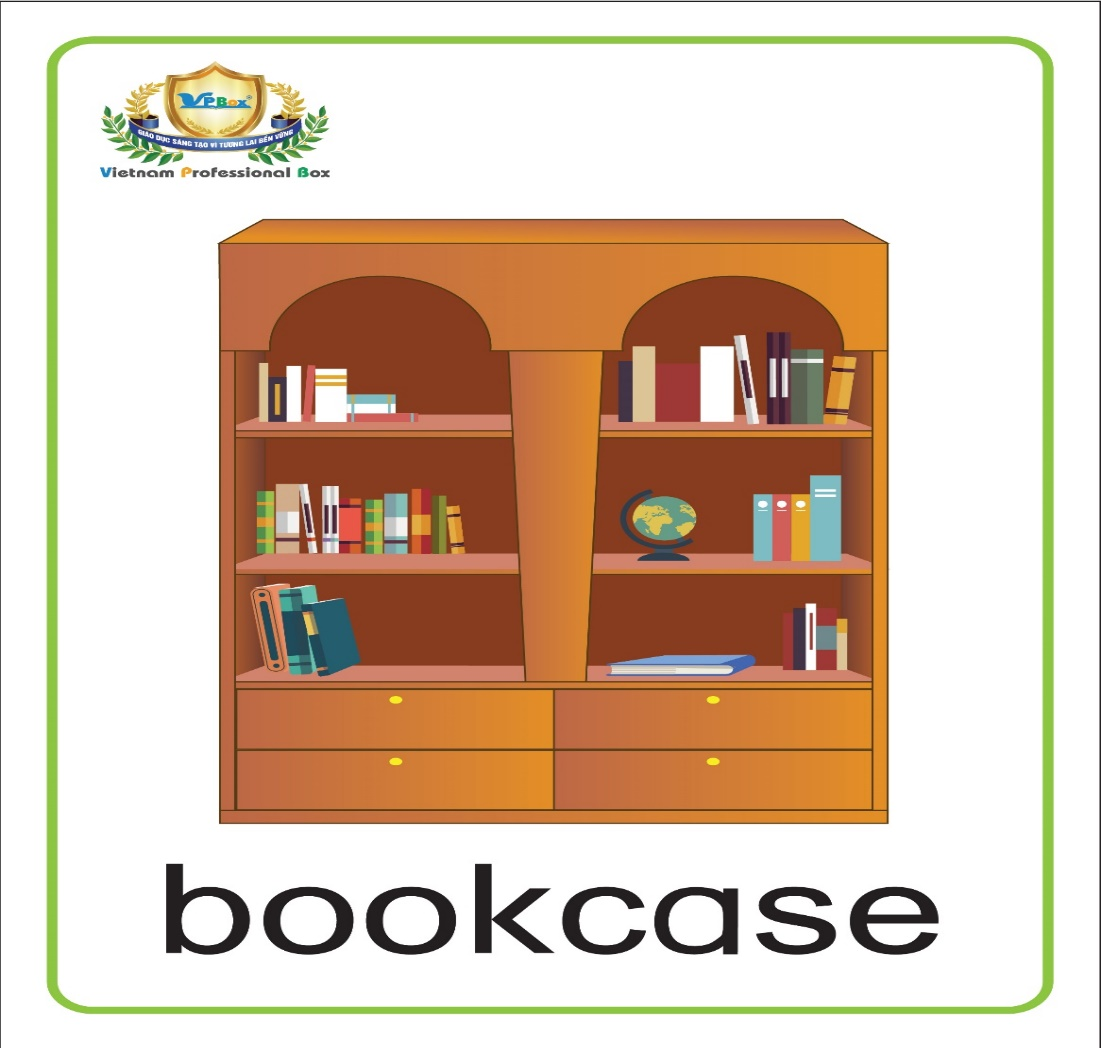 VPBox®
GIÁO DỤC SÁNG TẠO VÌ TƯƠNG LAI BỀN VỮNG
Vietnam Professional Box
bookcase